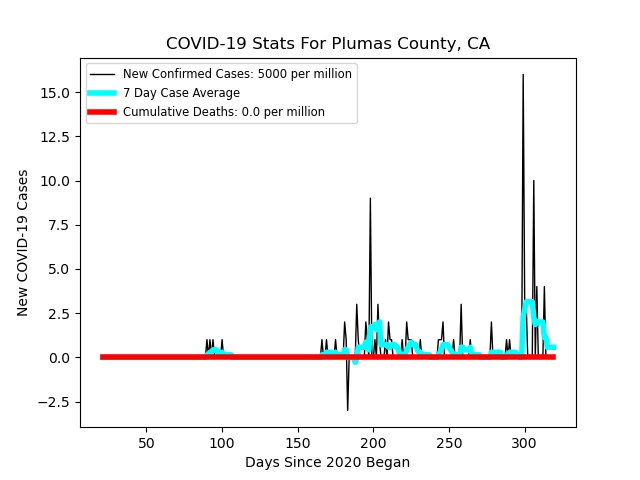 COVID-19 Stats For Plumas County, CA
New Confirmed Cases: 5000 per million
7 Day Case Average
Cumulative Deaths: 0.0 per million
New COVID-19 Cases
15.0
12.5
10.0
7.5
5.0
2.5
0.0
−2.5
50 100 150 200 250 300
Days Since 2020 Began